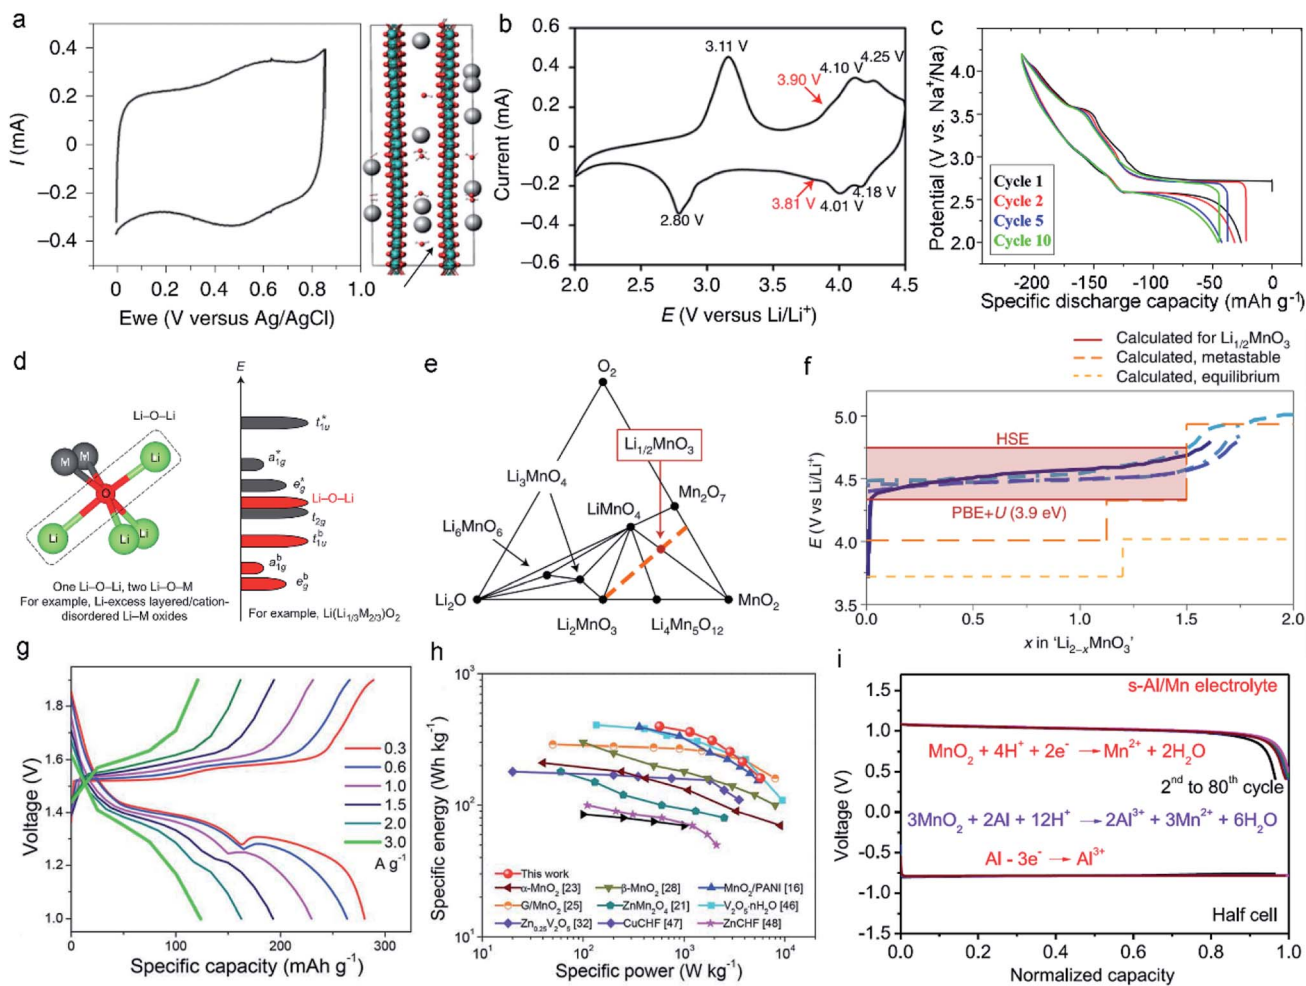 a
I (mA)
0.4
0.2
0
−0.2
−0.4
0
0.2
0.4
0.6
0.8
1.0
Ewe (V versus Ag/AgCl)
b
Current (mA)
0.6
0.4
0.2
0
−0.2
0.4
−0.6
2.0
2.5
3.0
3.5
4.0
4.5
E (V versus Li/Li⁺)
3.11 V
3.90 V
4.10 V
4.25 V
2.80 V
3.81 V
4.01 V
4.18 V
c
Potential (V vs. Na⁺/Na)
4.0
3.5
3.0
2.5
2.0
Cycle 1
Cycle 2
Cycle 5
Cycle 10
-200
-150
-100
-50
0
Specific discharge capacity (mAh g⁻¹)
d
Li–O–Li
M
M
Li
O
Li
Li
Li
One Li–O–Li, two Li–O–M
For example, Li-excess layered/cation-
disordered Li–M oxides
E
t*₁ᵤ
a*₁g
e*g
Li–O–Li
t₂g
tᵇ₁ᵤ
aᵇ₁g
eᵇg
For example, Li(Li₁/₃M₂/₃)O₂
e
O₂
Li₁/₂MnO₃
Li₃MnO₄
Mn₂O₇
LiMnO₄
Li₆MnO₆
Li₂O
MnO₂
Li₂MnO₃
Li₄Mn₅O₁₂
f
Calculated for Li₁/₂MnO₃
Calculated, metastable
Calculated, equilibrium
E (V vs Li/Li⁺)
5.0
4.5
4.0
3.5
HSE
PBE+U (3.9 eV)
0.0
0.5
1.0
1.5
2.0
x in ‘Li₂₋ₓMnO₃’
g
Voltage (V)
1.8
1.6
1.4
1.2
1.0
0.3
0.6
1.0
1.5
2.0
3.0
A g⁻¹
0
100
200
300
Specific capacity (mAh g⁻¹)
h
Specific energy (Wh kg⁻¹)
10³
10²
10¹
This work
α-MnO₂ [23]
β-MnO₂ [28]
MnO₂/PANI [16]
G/MnO₂ [25]
ZnMn₂O₄ [21]
V₂O₅·nH₂O [46]
Zn₀.₂₅V₂O₅ [32]
CuCHF [47]
ZnCHF [48]
10¹
10²
10³
10⁴
Specific power (W kg⁻¹)
i
Voltage (V)
1.5
1.0
0.5
0.0
-0.5
-1.0
-1.5
s-Al/Mn electrolyte
MnO₂ + 4H⁺ + 2e⁻ → Mn²⁺ + 2H₂O
2ⁿᵈ to 80ᵗʰ cycle
3MnO₂ + 2Al + 12H⁺ → 2Al³⁺ + 3Mn²⁺ + 6H₂O
Al - 3e⁻ → Al³⁺
Half cell
0.0
0.2
0.4
0.6
0.8
1.0
Normalized capacity